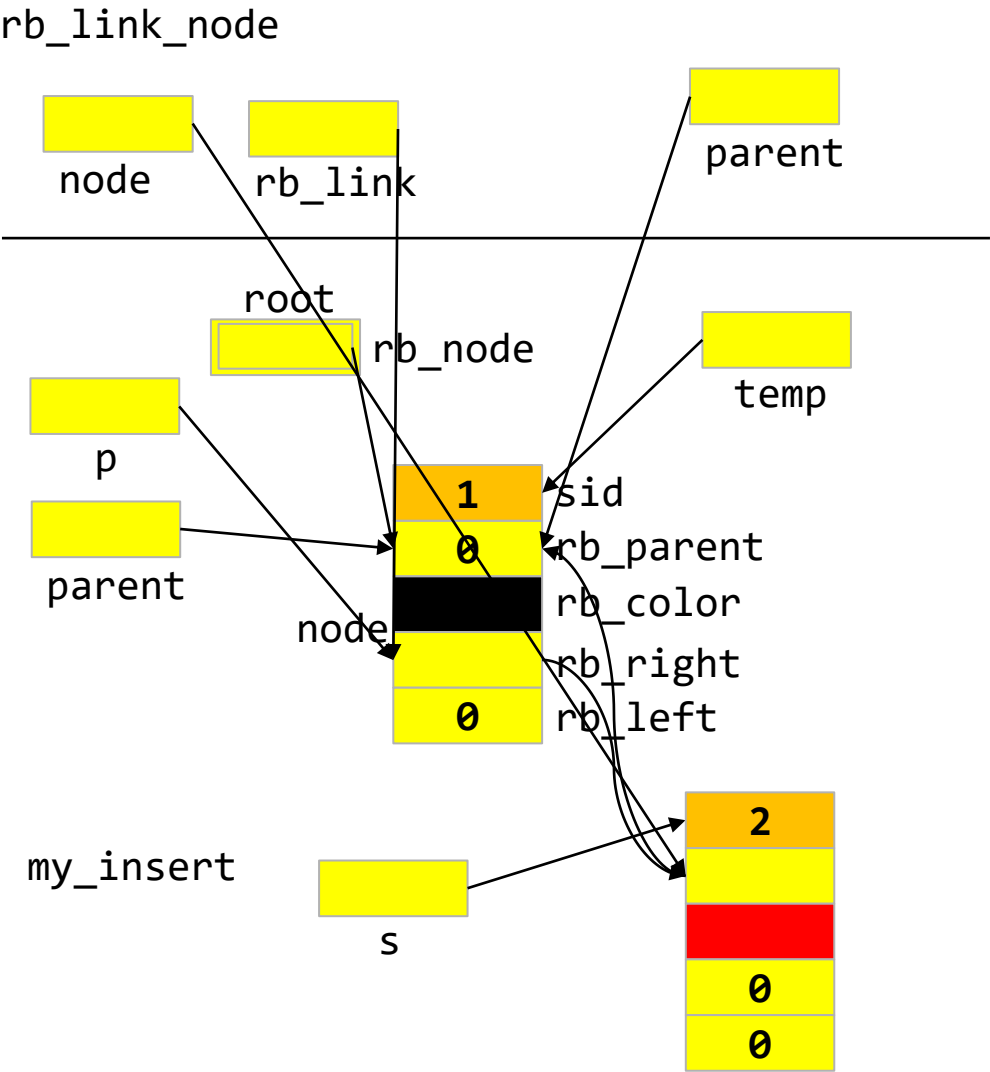 rb_link_node
node
rb_link
parent
root
rb_node
temp
p
parent
1
sid
0
rb_parent
rb_color
node
rb_right
0
rb_left
2
my_insert
s
0
0